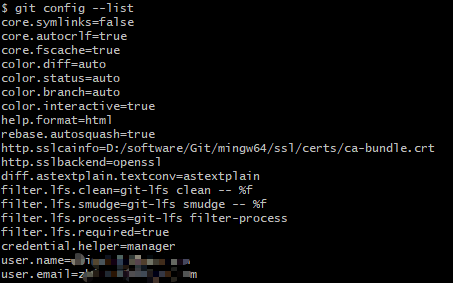 $ git config --list
core.symlinks=false
core.autocrlf=true
core.fscache=true
color.diff=auto
color.status=auto
color.branch=auto
color.interactive=true
help.format=html
rebase.autosquash=true
http.sslcainfo=D:/software/Git/mingw64/ssl/certs/ca-bundle.crt
http.sslbackend=openssl
diff.astextplain.textconv=astextplain
filter.lfs.clean=git-lfs clean -- %f
filter.lfs.smudge=git-lfs smudge -- %f
filter.lfs.process=git-lfs filter-process
filter.lfs.required=true
credential.helper=manager
user.name=
user.email=